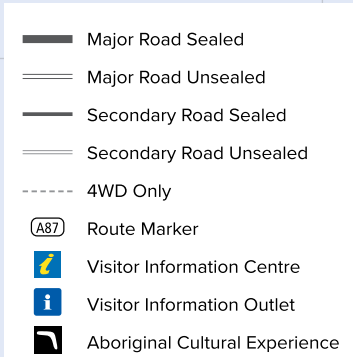 Major Road Sealed
Major Road Unsealed
Secondary Road Sealed
Secondary Road Unsealed
4WD Only
A87 Route Marker
i Visitor Information Centre
i Visitor Information Outlet
Aboriginal Cultural Experience